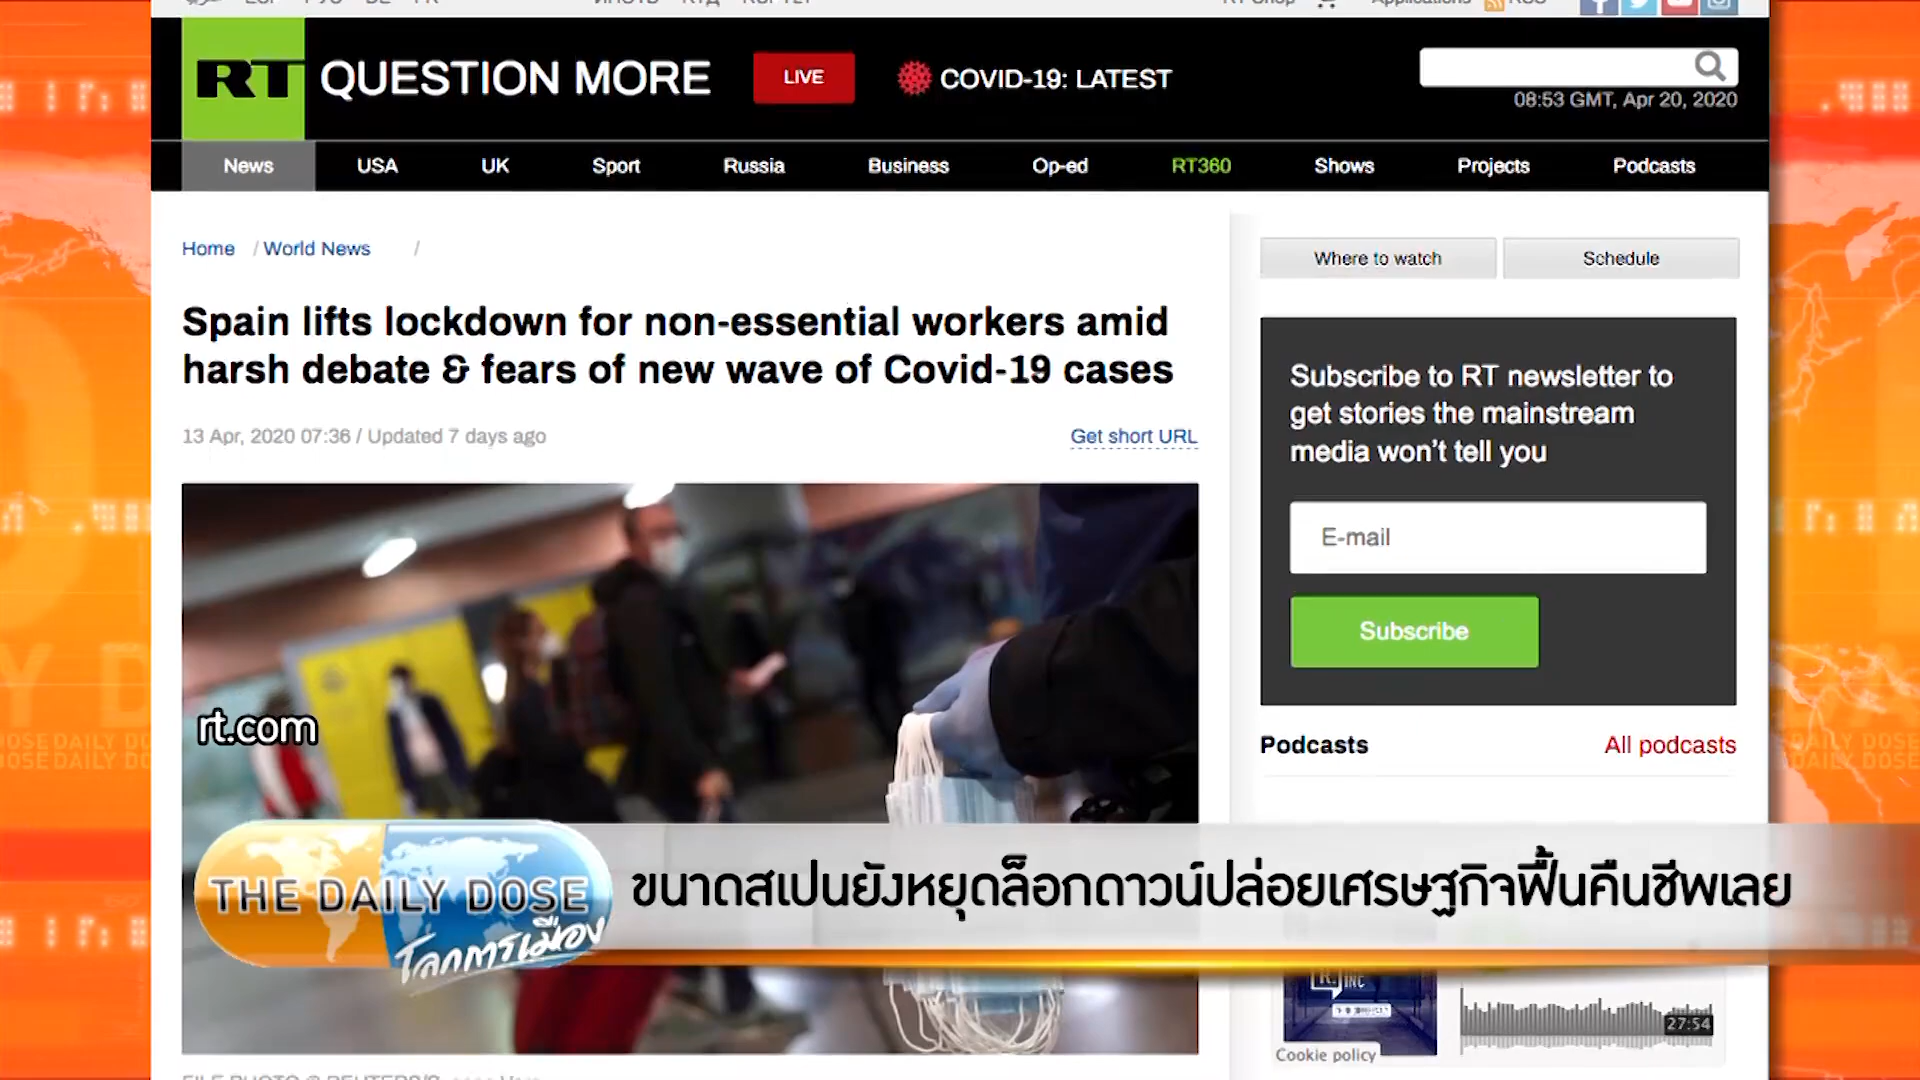 RT QUESTION MORE
LIVE
COVID-19: LATEST
08:53 GMT, Apr 20, 2020
News USA UK Sport Russia Business Op-ed RT360 Shows Projects Podcasts
Home / World News /
Where to watch
Schedule
Spain lifts lockdown for non-essential workers amid
harsh debate & fears of new wave of Covid-19 cases
13 Apr, 2020 07:36 / Updated 7 days ago
Get short URL
Subscribe to RT newsletter to
get stories the mainstream
media won't tell you
E-mail
Subscribe
rt.com
Podcasts
All podcasts
THE DAILY DOSE
โลกการเมือง
ขนาดสเปนยังหยุดล็อกดาวน์ปล่อยเศรษฐกิจฟื้นคืนชีพเลย
27:54
Cookie policy